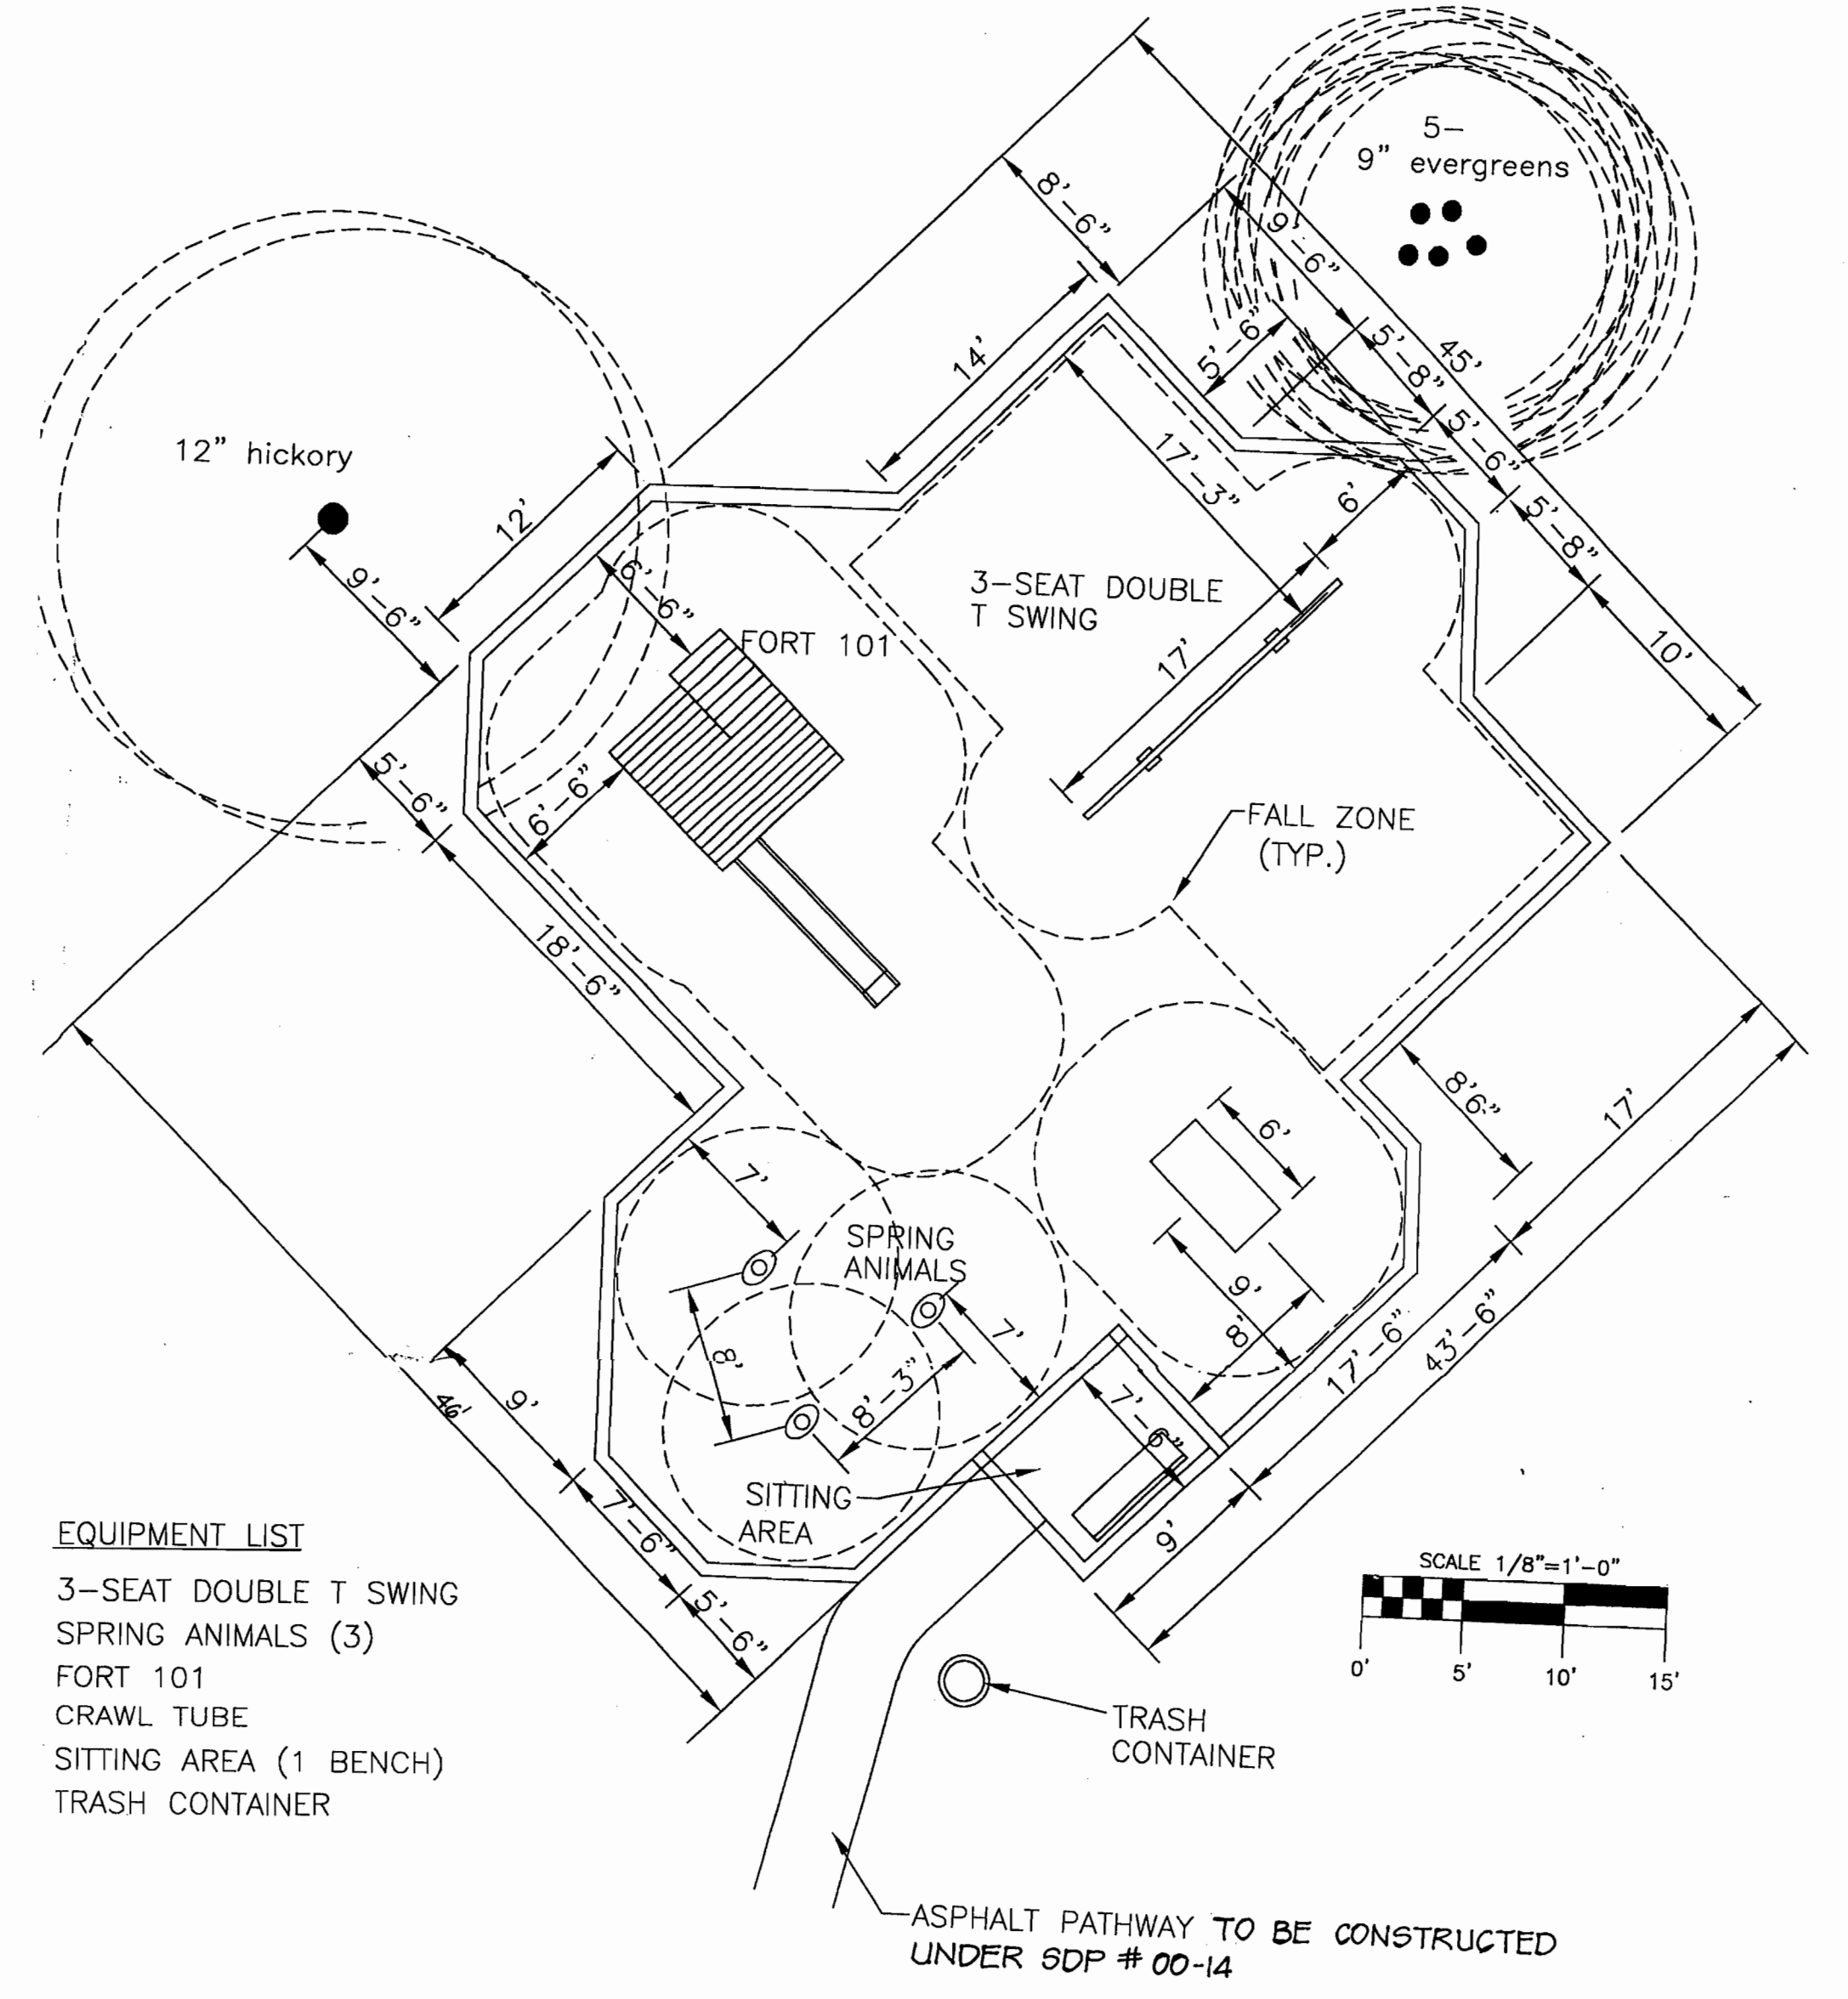 5-
9" evergreens
8'-6"
9'-6"
14'
5'-6"
5'-8"
45'
5'-6"
5'-8"
10'
12" hickory
12'
9'-6"
17'-3"
6'
6'-6"
3-SEAT DOUBLE
T SWING
FORT 101
17'
5'-6"
6'-6"
FALL ZONE
(TYP.)
18'-6"
8'6"
17'
6'
7'
SPRING
ANIMALS
9'
7'
8'
8'
8'-3"
17'-6"
43'-6"
46'
9'
7'-6"
SITTING
AREA
7'-6"
5'-6"
9'
EQUIPMENT LIST
3-SEAT DOUBLE T SWING
SPRING ANIMALS (3)
FORT 101
CRAWL TUBE
SITTING AREA (1 BENCH)
TRASH CONTAINER
SCALE 1/8"=1'-0"
0' 5' 10' 15'
TRASH
CONTAINER
ASPHALT PATHWAY TO BE CONSTRUCTED
UNDER SDP # 00-14